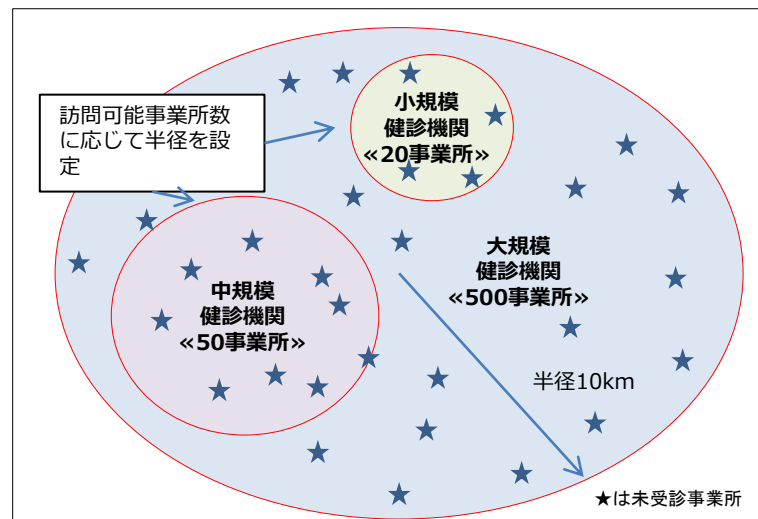 訪問可能事業所数
に応じて半径を設
定
小規模
健診機関
≪20事業所≫
大規模
健診機関
≪500事業所≫
中規模
健診機関
≪50事業所≫
半径10km
★は未受診事業所